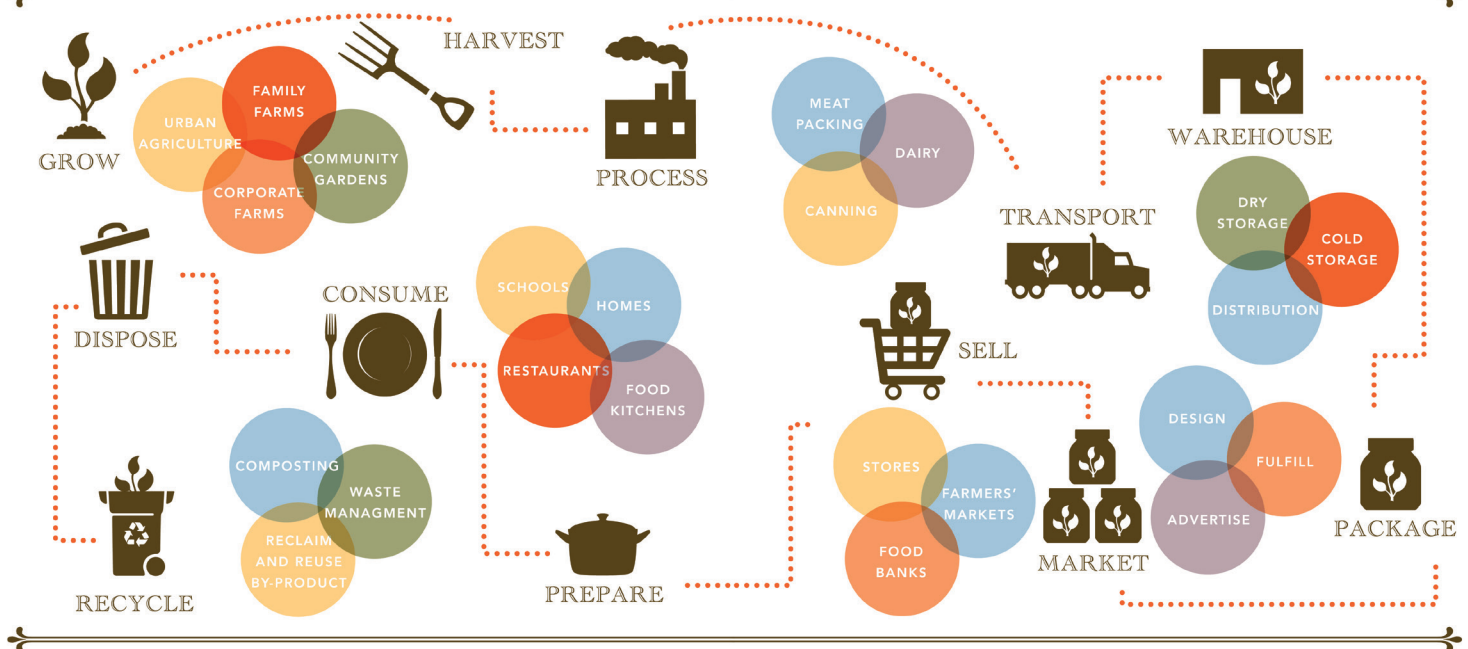 GROW
URBAN
AGRICULTURE
FAMILY
FARMS
COMMUNITY
GARDENS
CORPORATE
FARMS
HARVEST
PROCESS
MEAT
PACKING
DAIRY
CANNING
TRANSPORT
WAREHOUSE
DRY
STORAGE
COLD
STORAGE
DISTRIBUTION
DISPOSE
CONSUME
SCHOOLS
HOMES
RESTAURANTS
FOOD
KITCHENS
SELL
STORES
FARMERS'
MARKETS
FOOD
BANKS
MARKET
DESIGN
FULFILL
ADVERTISE
PACKAGE
RECYCLE
COMPOSTING
WASTE
MANAGMENT
RECLAIM
AND REUSE
BY-PRODUCT
PREPARE